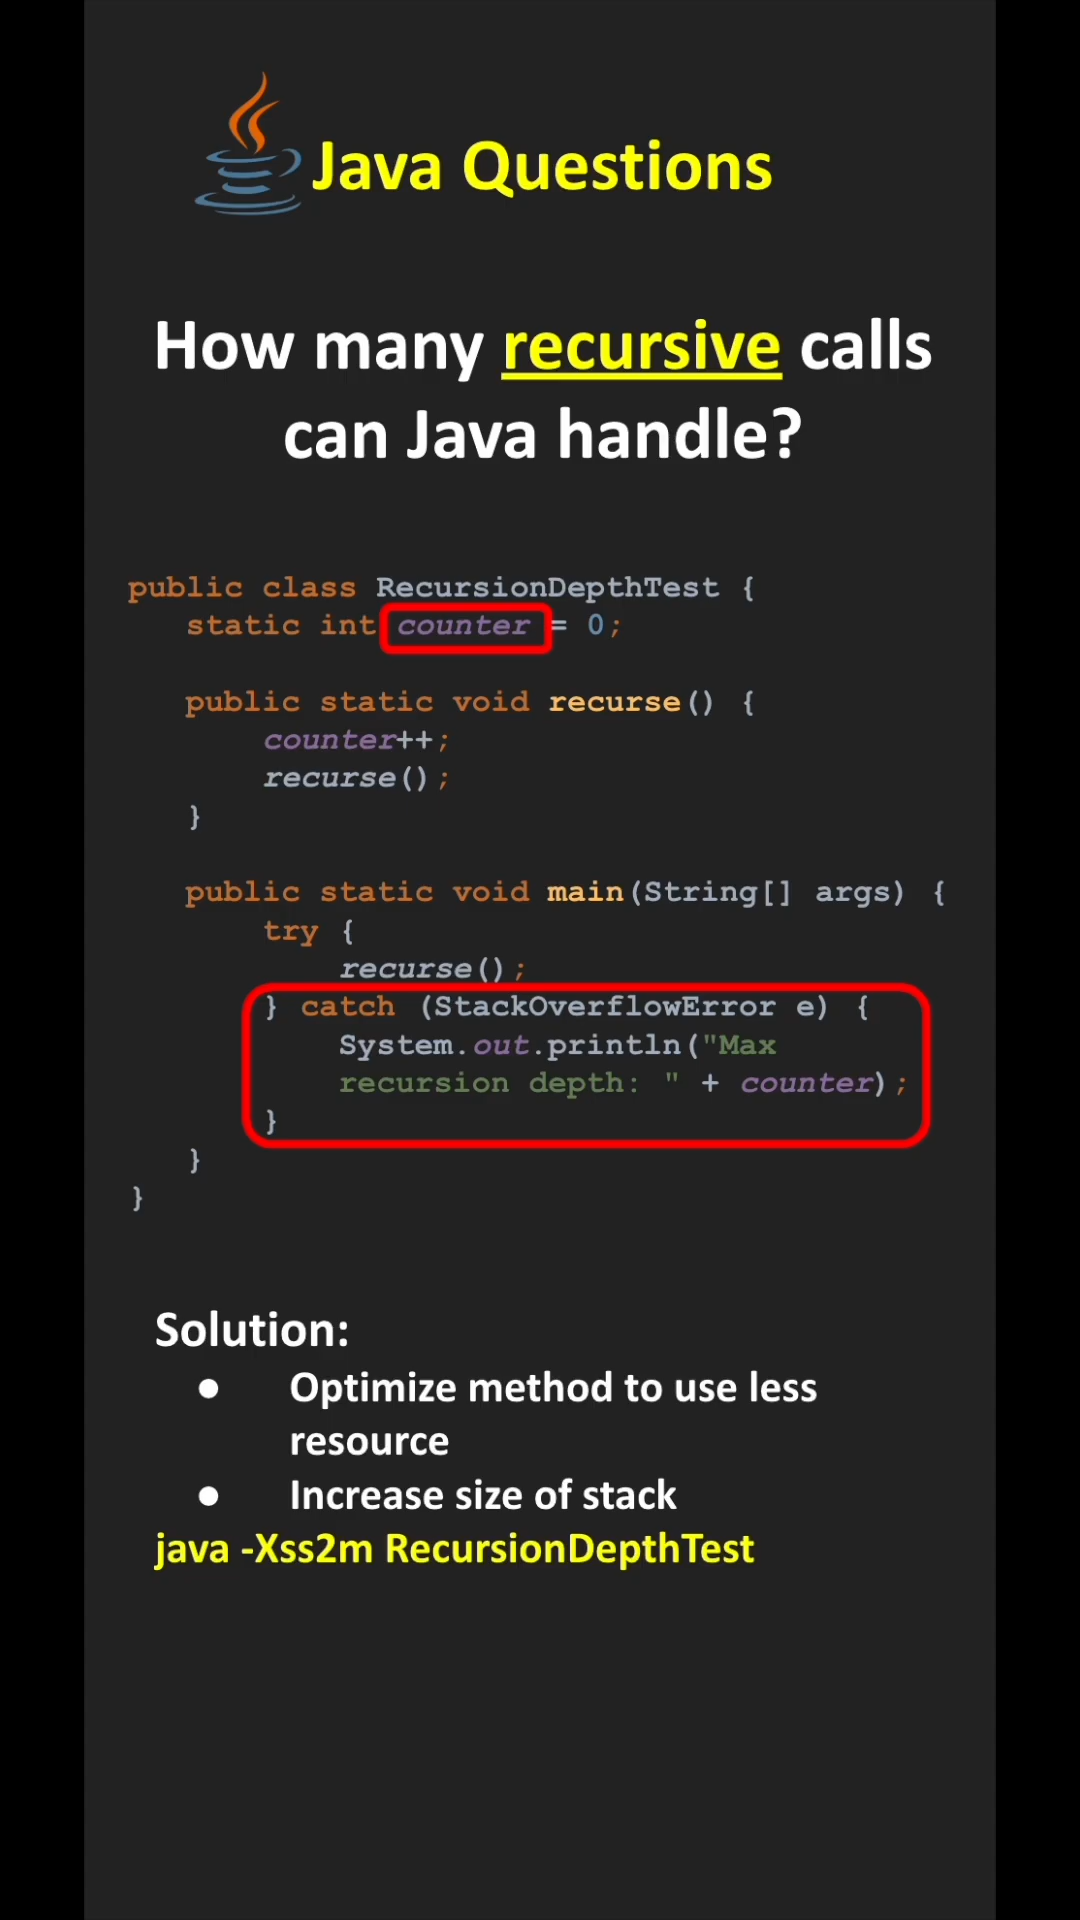 Java Questions
How many recursive calls
can Java handle?
public class RecursionDepthTest {
static int counter = 0;
public static void recurse() {
counter++;
recurse();
}
public static void main(String[] args) {
try {
recurse();
} catch (StackOverflowError e) {
System.out.println("Max
recursion depth: " + counter);
}
}
}
Solution:
● Optimize method to use less
resource
● Increase size of stack
java -Xss2m RecursionDepthTest